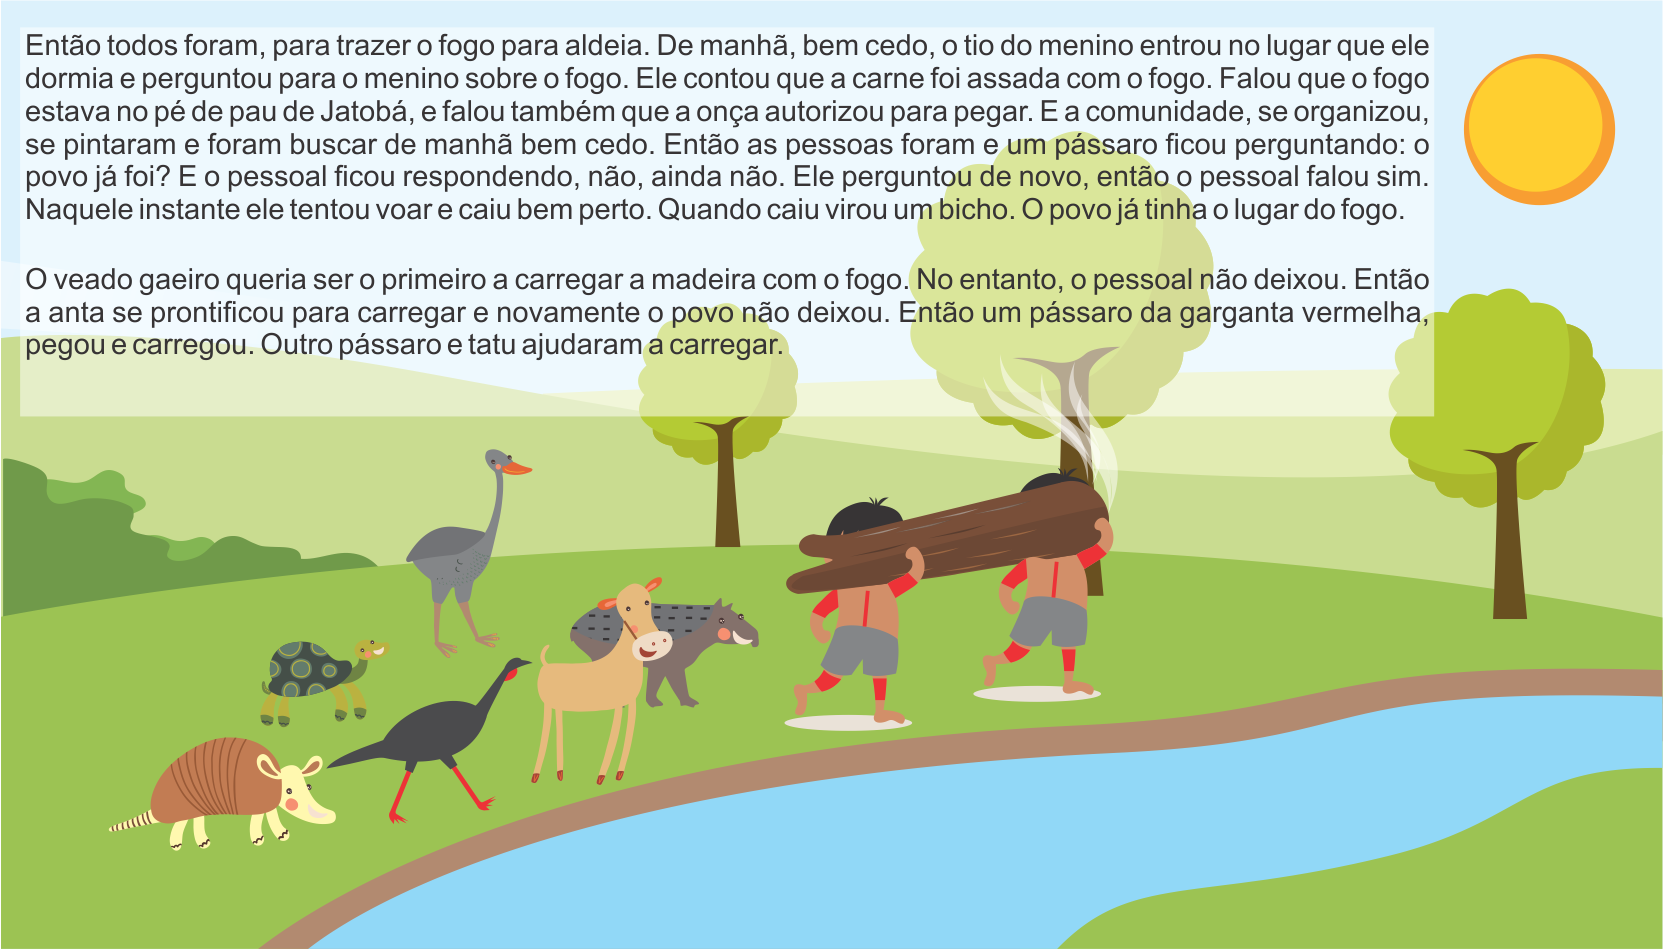 Então todos foram, para trazer o fogo para aldeia. De manhã, bem cedo, o tio do menino entrou no lugar que ele
dormia e perguntou para o menino sobre o fogo. Ele contou que a carne foi assada com o fogo. Falou que o fogo
estava no pé de pau de Jatobá, e falou também que a onça autorizou para pegar. E a comunidade, se organizou,
se pintaram e foram buscar de manhã bem cedo. Então as pessoas foram e um pássaro ficou perguntando: o
povo já foi? E o pessoal ficou respondendo, não, ainda não. Ele perguntou de novo, então o pessoal falou sim.
Naquele instante ele tentou voar e caiu bem perto. Quando caiu virou um bicho. O povo já tinha o lugar do fogo.
O veado gaeiro queria ser o primeiro a carregar a madeira com o fogo. No entanto, o pessoal não deixou. Então
a anta se prontificou para carregar e novamente o povo não deixou. Então um pássaro da garganta vermelha,
pegou e carregou. Outro pássaro e tatu ajudaram a carregar.